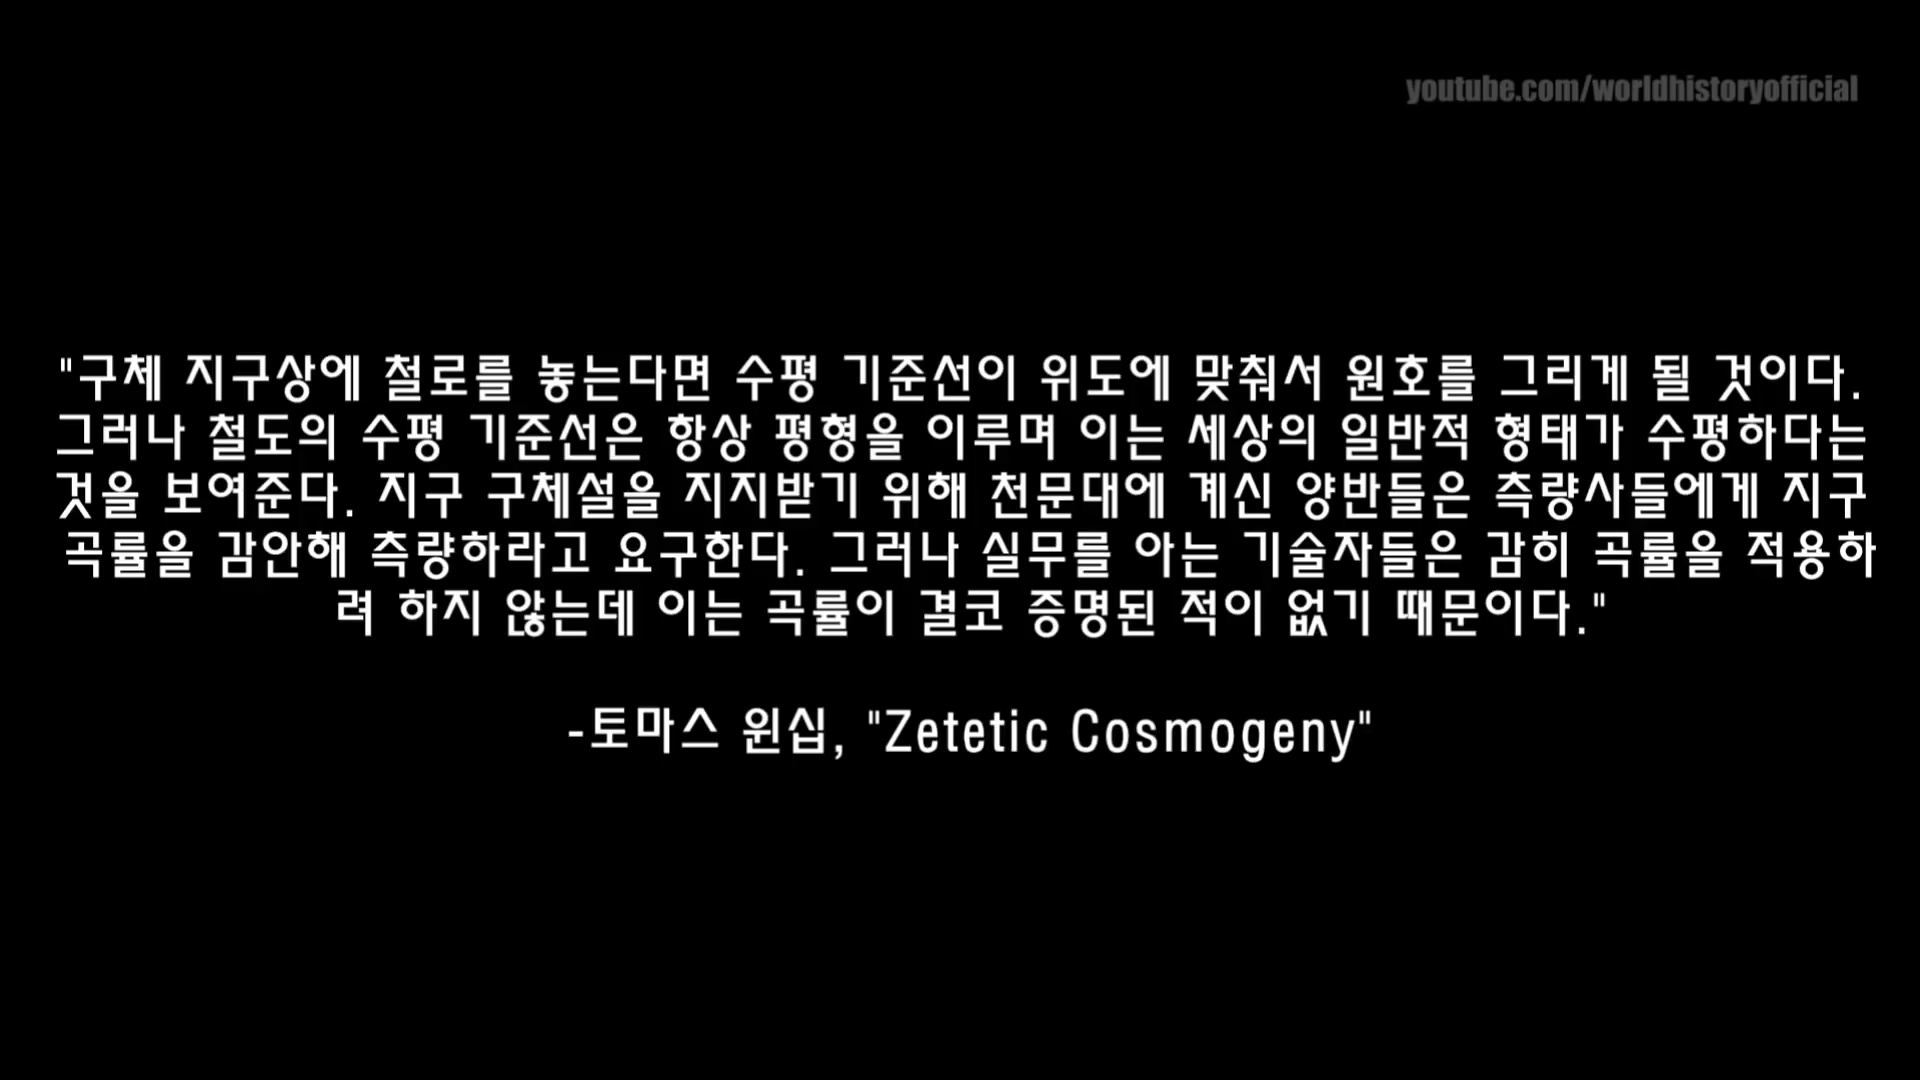 youtube.com/worldhistoryofficial
"구체 지구상에 철로를 놓는다면 수평 기준선이 위도에 맞춰서 원호를 그리게 될 것이다.
그러나 철도의 수평 기준선은 항상 평형을 이루며 이는 세상의 일반적 형태가 수평하다는
것을 보여준다. 지구 구체설을 지지받기 위해 천문대에 계신 양반들은 측량사들에게 지구
곡률을 감안해 측량하라고 요구한다. 그러나 실무를 아는 기술자들은 감히 곡률을 적용하
려 하지 않는데 이는 곡률이 결코 증명된 적이 없기 때문이다."
-토마스 윈십, "Zetetic Cosmogeny"